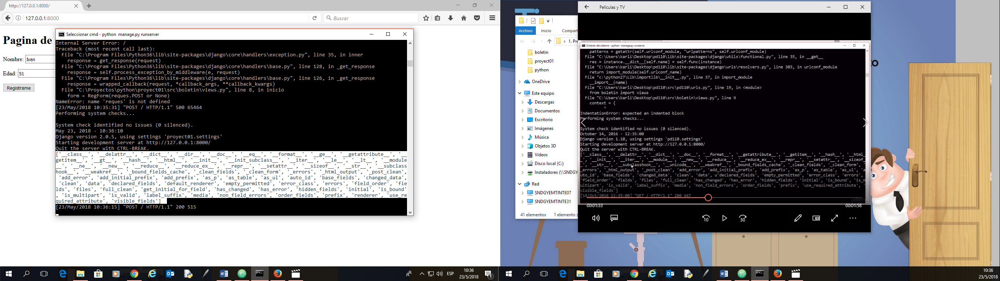 http://127.0.0.1:8000/
127.0.0.1:8000
Buscar
Pagina de
Nombre: Ivan
Edad: 51
Registrame
Seleccionar cmd - python  manage.py runserver
Internal Server Error: /
Traceback (most recent call last):
  File "C:\Program Files\Python36\lib\site-packages\django\core\handlers\exception.py", line 35, in inner
    response = get_response(request)
  File "C:\Program Files\Python36\lib\site-packages\django\core\handlers\base.py", line 128, in _get_response
    response = self.process_exception_by_middleware(e, request)
  File "C:\Program Files\Python36\lib\site-packages\django\core\handlers\base.py", line 126, in _get_response
    response = wrapped_callback(request, *callback_args, **callback_kwargs)
  File "C:\Proyectos\python\proyect01\src\boletin\views.py", line 8, in inicio
    form = RegForm(reques.POST or None)
NameError: name 'reques' is not defined
[23/May/2018 10:35:31] "POST / HTTP/1.1" 500 65464
Performing system checks...
System check identified no issues (0 silenced).
May 23, 2018 - 10:36:10
Django version 2.0.5, using settings 'proyect01.settings'
Starting development server at http://127.0.0.1:8000/
Quit the server with CTRL-BREAK.
['__class__', '__delattr__', '__dict__', '__dir__', '__doc__', '__eq__', '__format__', '__ge__', '__getattribute__', '__
getitem__', '__gt__', '__hash__', '__html__', '__init__', '__init_subclass__', '__iter__', '__le__', '__lt__', '__module
__', '__ne__', '__new__', '__reduce__', '__reduce_ex__', '__repr__', '__setattr__', '__sizeof__', '__str__', '__subclass
hook__', '__weakref__', '_bound_fields_cache', '_clean_fields', '_clean_form', '_errors', '_html_output', '_post_clean',
 'add_error', 'add_initial_prefix', 'add_prefix', 'as_p', 'as_table', 'as_ul', 'auto_id', 'base_fields', 'changed_data',
 'clean', 'data', 'declared_fields', 'default_renderer', 'empty_permitted', 'error_class', 'errors', 'field_order', 'fie
lds', 'files', 'full_clean', 'get_initial_for_field', 'has_changed', 'has_error', 'hidden_fields', 'initial', 'is_bound'
, 'is_multipart', 'is_valid', 'label_suffix', 'media', 'non_field_errors', 'order_fields', 'prefix', 'renderer', 'use_re
quired_attribute', 'visible_fields']
[23/May/2018 10:36:15] "POST / HTTP/1.1" 200 515
ESP
10:36
23/5/2018
1
Archivo
Inicio
Compart
1. Pr
boletin
proyect01
python
OneDrive
Este equipo
Descargas
Documentos
Escritorio
Imágenes
Música
Objetos 3D
Vídeos
Disco local (C:)
Instaladores (\\SNDGY
Red
SNDGYEMTINTE07
SNDGYEMTINTE31
41 elementos
1 elemento s
Películas y TV
Símbolo del sistema - python  manage.py runserver
    patterns = getattr(self.urlconf_module, "urlpatterns", self.urlconf_module)
  File "C:\Users\karli\Desktop\pd110\lib\site-packages\django\utils\functional.py", line 35, in __get__
    res = instance.__dict__[self.name] = self.func(instance)
  File "C:\Users\karli\Desktop\pd110\lib\site-packages\django\urls\resolvers.py", line 303, in urlconf_module
    return import_module(self.urlconf_name)
  File "c:\python27\Lib\importlib\__init__.py", line 37, in import_module
    __import__(name)
  File "C:\Users\karli\Desktop\pd110\src\pd110\urls.py", line 19, in <module>
    from boletin import views
  File "C:\Users\karli\Desktop\pd110\src\boletin\views.py", line 9
    context = {
            ^
IndentationError: expected an indented block
Performing system checks...
System check identified no issues (0 silenced).
October 14, 2016 - 12:35:00
Django version 1.10, using settings 'pd110.settings'
Starting development server at http://127.0.0.1:8000/
Quit the server with CTRL-BREAK.
['__class__', '__delattr__', '__dict__', '__doc__', '__format__', '__getattribute__', '__getitem__', '__hash__', '__html_
', '__init__', '__iter__', '__module__', '__new__', '__reduce__', '__reduce_ex__', '__repr__', '__setattr__', '__sizeof_
', '__str__', '__subclasshook__', '__unicode__', '__weakref__', '_bound_fields_cache', '_clean_fields', '_clean_form', '
_errors', '_html_output', '_post_clean', 'add_error', 'add_initial_prefix', 'add_prefix', 'as_p', 'as_table', 'as_ul', 'a
uto_id', 'base_fields', 'changed_data', 'clean', 'data', u'declared_fields', 'empty_permitted', 'error_class', 'errors',
'field_order', 'fields', 'files', 'full_clean', 'has_changed', 'has_error', 'hidden_fields', 'initial', 'is_bound', 'is_m
ultipart', 'is_valid', 'label_suffix', 'media', 'non_field_errors', 'order_fields', 'prefix', 'use_required_attribute', '
visible_fields']
[14/Oct/2016 12:35:00] "GET / HTTP/1.1" 200 447
udemy
00:01:33
00:01:58
10
30
10:36
23/5/2018